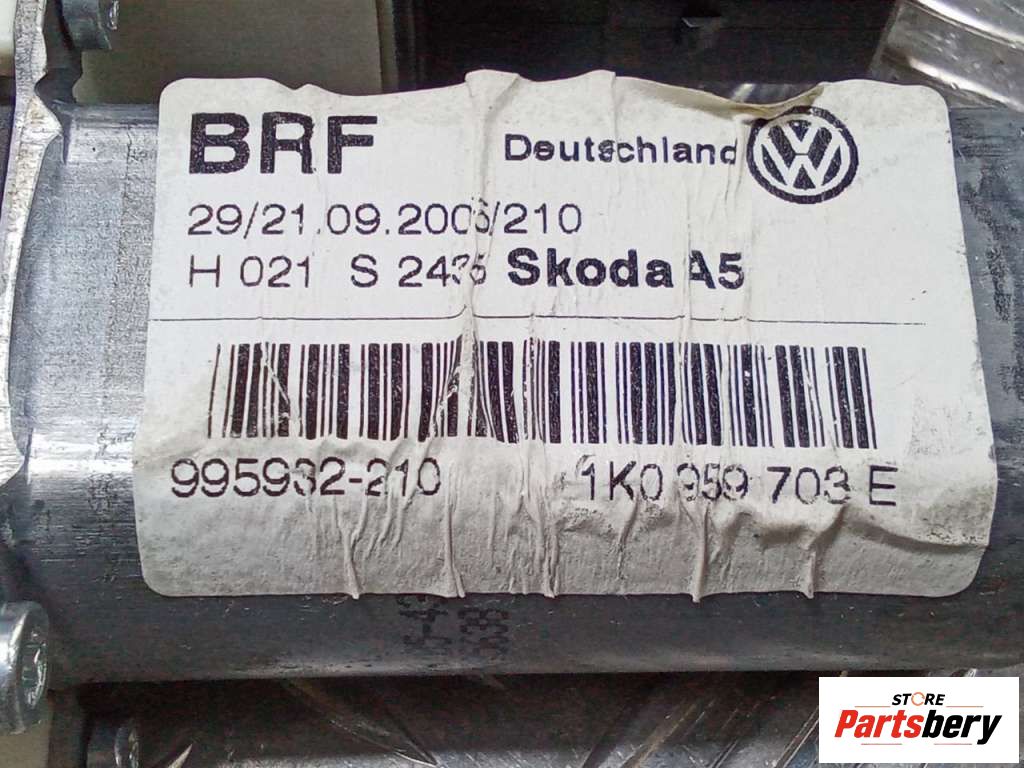 BRF Deutschland
29/21.09.2006/210
H 021 S 2435 Skoda A5
995932-210 1K0 959 703 E
STORE
Partsbery